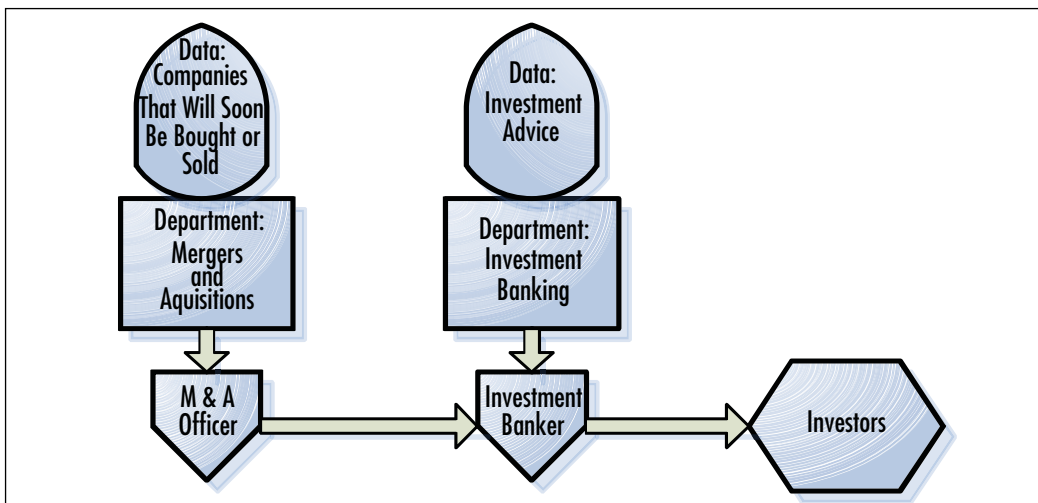 Data:
Companies
That Will Soon
Be Bought or
Sold
Data:
Investment
Advice
Department:
Mergers
and
Aquisitions
Department:
Investment
Banking
M & A
Officer
Investment
Banker
Investors